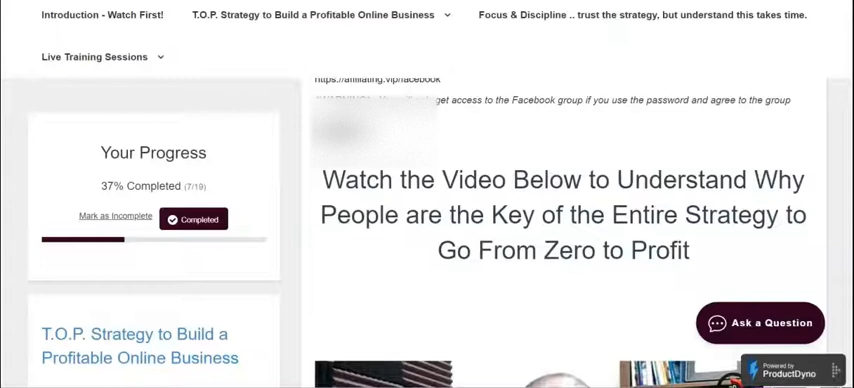 Introduction - Watch First!
T.O.P. Strategy to Build a Profitable Online Business
Focus & Discipline .. trust the strategy, but understand this takes time.
Live Training Sessions
https://affiliating.vip/facebook
get access to the Facebook group if you use the password and agree to the group
Your Progress
37% Completed (7/19)
Mark as Incomplete
Completed
Watch the Video Below to Understand Why
People are the Key of the Entire Strategy to
Go From Zero to Profit
T.O.P. Strategy to Build a
Profitable Online Business
Ask a Question
Powered by
ProductDyno